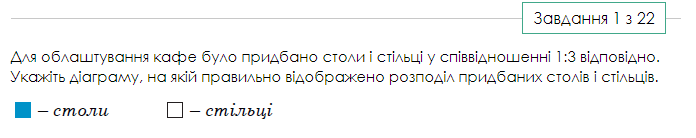 Завдання 1 з 22
Для облаштування кафе було придбано столи і стільці у співвідношенні 1:3 відповідно.
Укажіть діаграму, на якій правильно відображено розподіл придбаних столів і стільців.
– столи – стільці